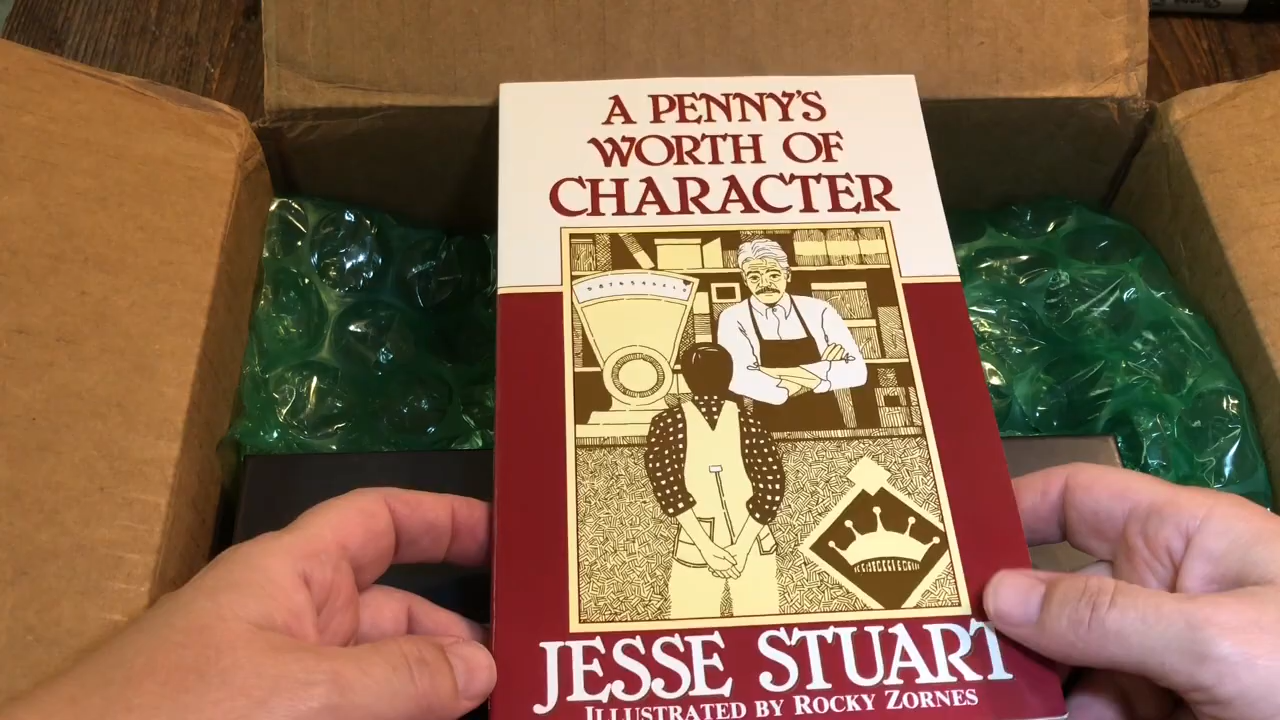 A PENNY'S
WORTH OF
CHARACTER
JESSE STUART
ILLUSTRATED BY ROCKY ZORNES